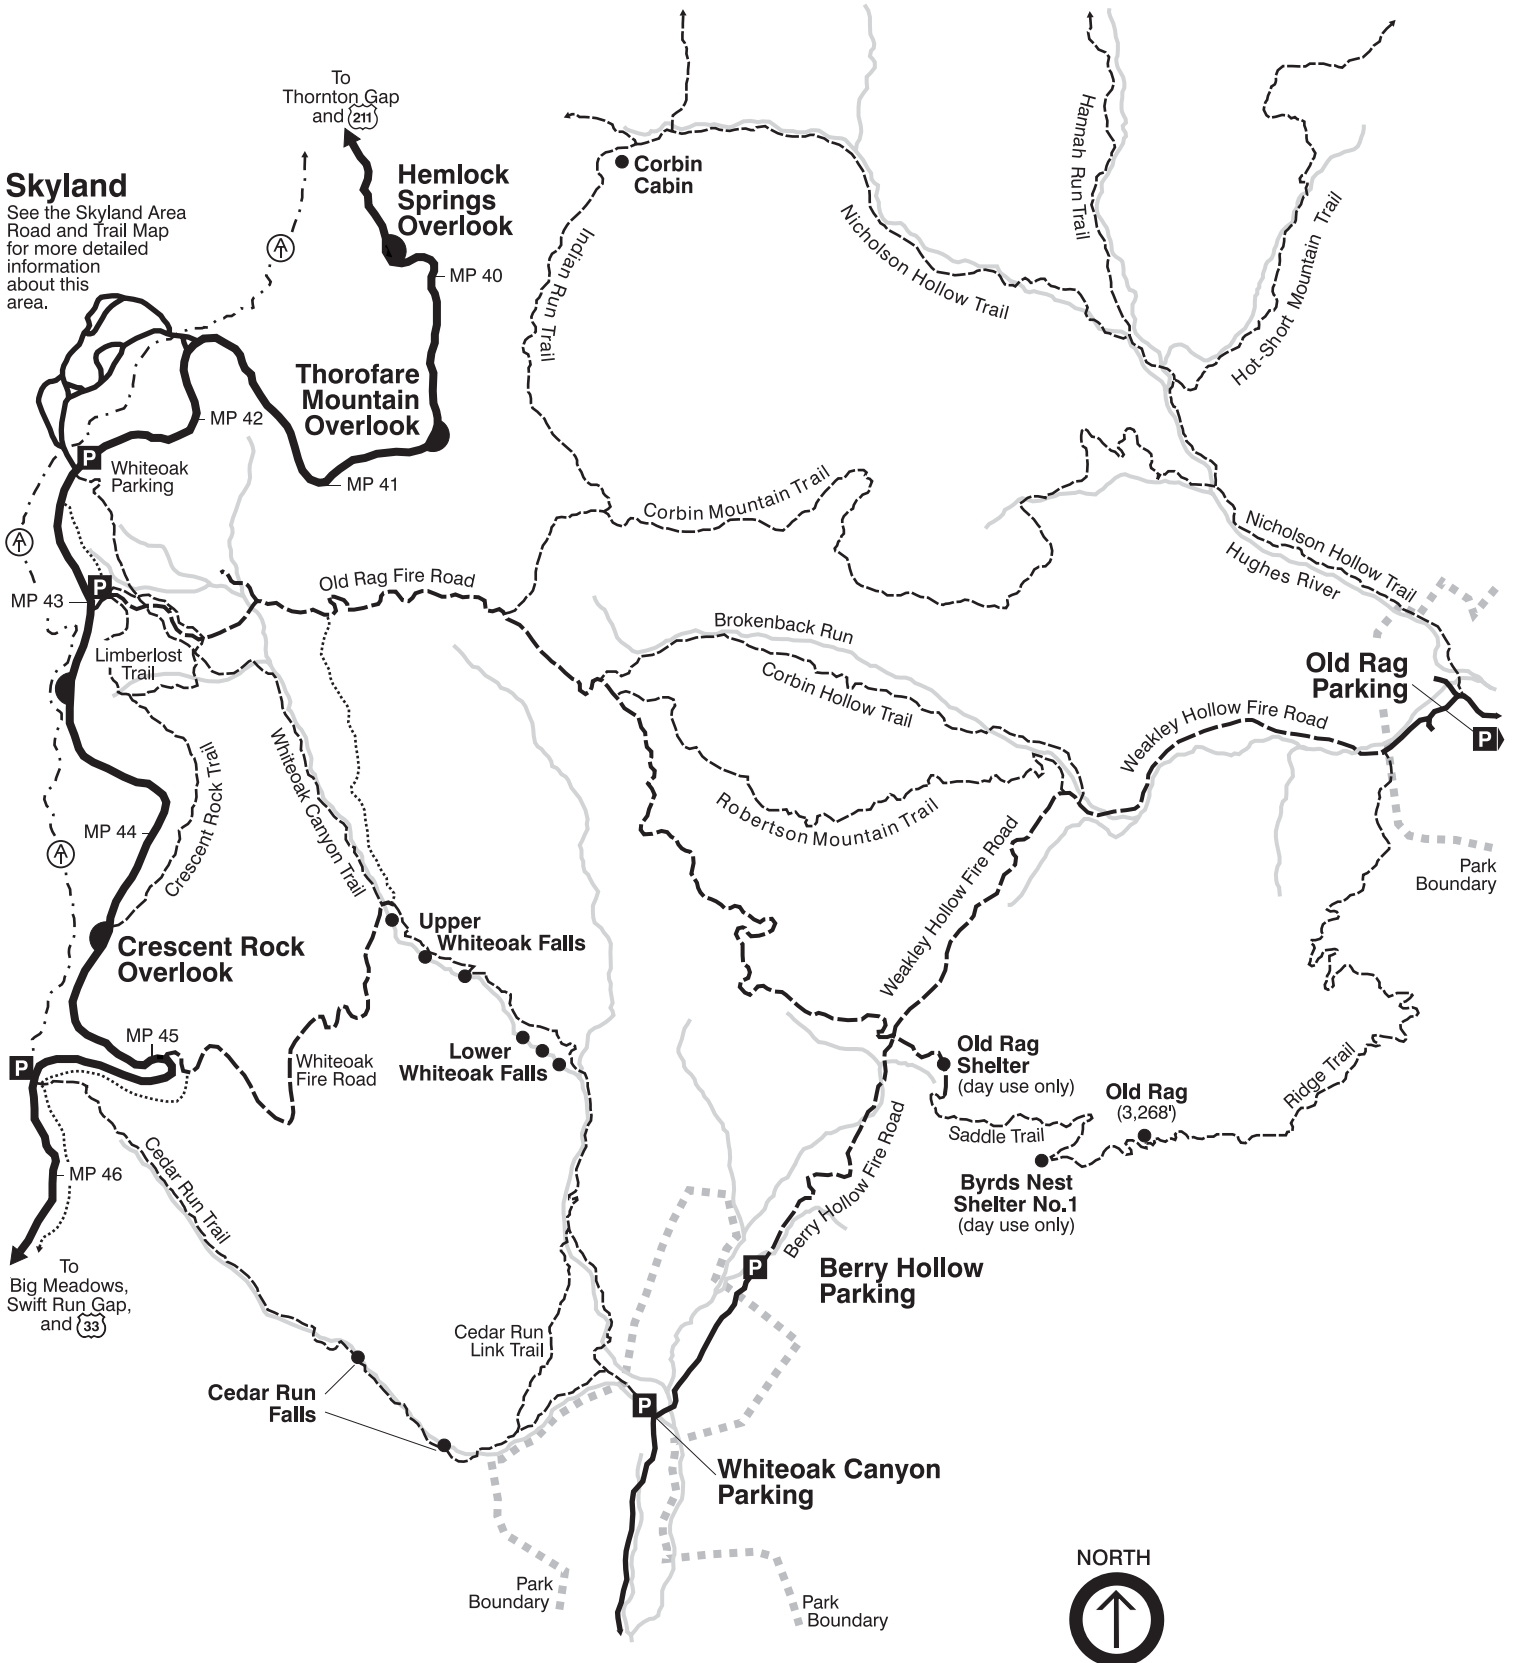 To
Thornton Gap
and 211
Skyland
See the Skyland Area
Road and Trail Map
for more detailed
information
about this
area.
Hemlock
Springs
Overlook
MP 40
Corbin
Cabin
Indian Run Trail
Nicholson Hollow Trail
Hannah Run Trail
Hot-Short Mountain Trail
Thorofare
Mountain
Overlook
MP 42
MP 41
P
Whiteoak
Parking
Corbin Mountain Trail
Nicholson Hollow Trail
Hughes River
Old Rag Fire Road
P
MP 43
Limberlost
Trail
Brokenback Run
Corbin Hollow Trail
Old Rag
Parking
P
Weakley Hollow Fire Road
Whiteoak Canyon Trail
Crescent Rock Trail
MP 44
Robertson Mountain Trail
Weakley Hollow Fire Road
Park
Boundary
Crescent Rock
Overlook
Upper
Whiteoak Falls
MP 45
P
Whiteoak
Fire Road
Lower
Whiteoak Falls
Old Rag
Shelter
(day use only)
Old Rag
(3,268')
Ridge Trail
Saddle Trail
Byrds Nest
Shelter No.1
(day use only)
MP 46
Cedar Run Trail
Berry Hollow Fire Road
P
Berry Hollow
Parking
To
Big Meadows,
Swift Run Gap,
and 33
Cedar Run
Link Trail
Cedar Run
Falls
P
Whiteoak Canyon
Parking
Park
Boundary
Park
Boundary
NORTH